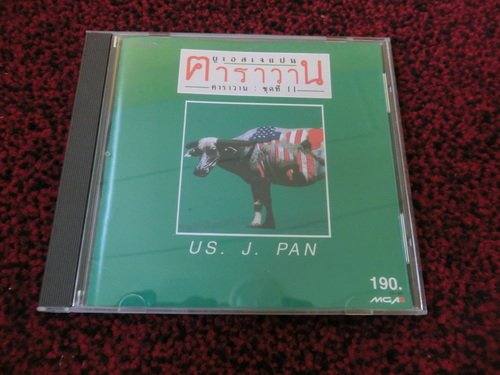 ยูเอสเจแปน
คาราวาน
คาราวาน : ชุดที่ 11
US. J. PAN
190.
MGA